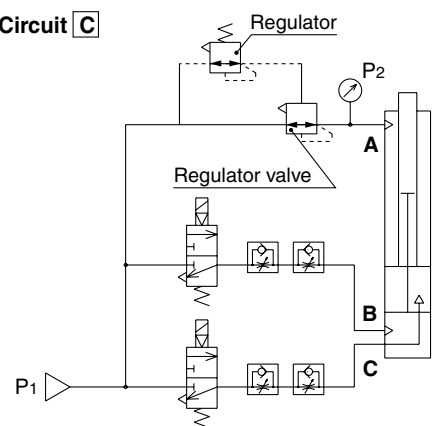 Circuit C
Regulator
P2
A
Regulator valve
B
C
P1